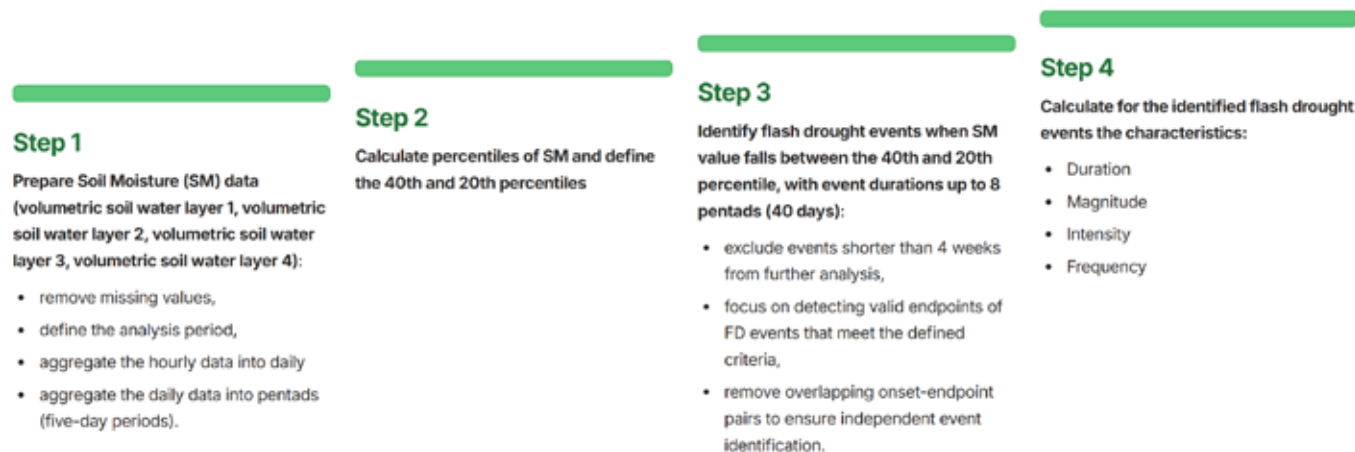 Step 1
Prepare Soil Moisture (SM) data
(volumetric soil water layer 1, volumetric
soil water layer 2, volumetric soil water
layer 3, volumetric soil water layer 4):
• remove missing values,
• define the analysis period,
• aggregate the hourly data into daily
• aggregate the daily data into pentads
(five-day periods).
Step 2
Calculate percentiles of SM and define
the 40th and 20th percentiles
Step 3
Identify flash drought events when SM
value falls between the 40th and 20th
percentile, with event durations up to 8
pentads (40 days):
• exclude events shorter than 4 weeks
from further analysis,
• focus on detecting valid endpoints of
FD events that meet the defined
criteria,
• remove overlapping onset-endpoint
pairs to ensure independent event
identification.
Step 4
Calculate for the identified flash drought
events the characteristics:
• Duration
• Magnitude
• Intensity
• Frequency